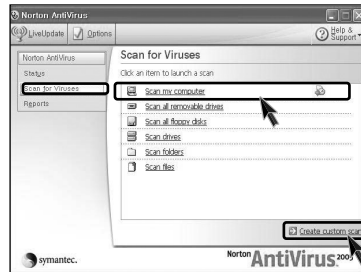 Norton AntiVirus
LiveUpdate Options Help & Support
Norton AntiVirus
Status
Scan for Viruses
Reports
Scan for Viruses
Click an item to launch a scan
Scan my computer
Scan all removable drives
Scan all floppy disks
Scan drives
Scan folders
Scan files
Create custom scan
symantec.
Norton AntiVirus 2005